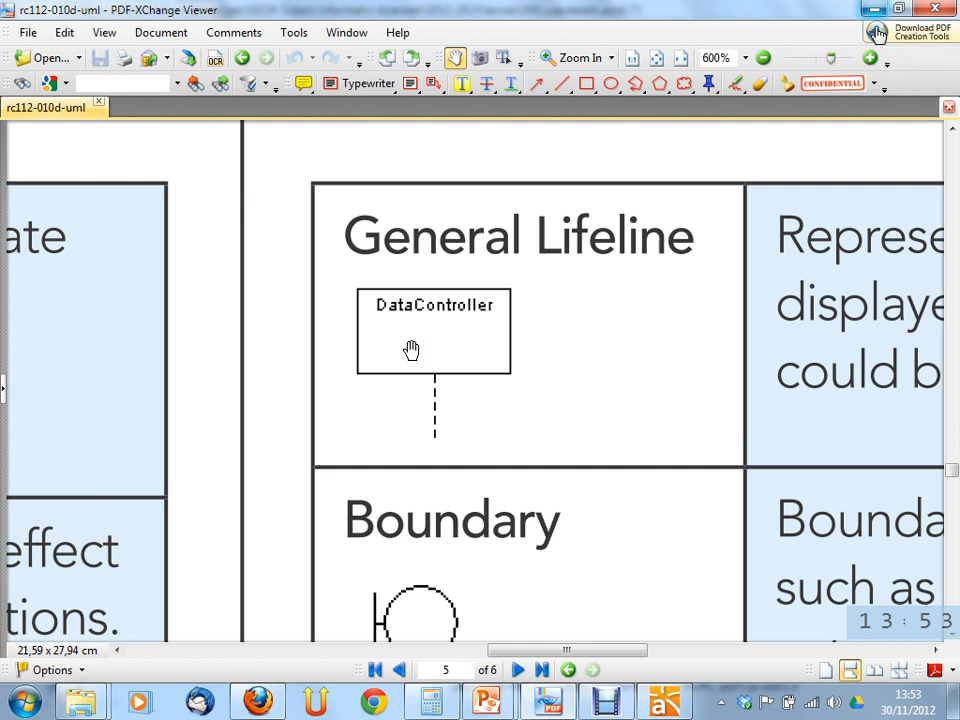 rc112-010d-uml - PDF-XChange Viewer
File Edit View Document Comments Tools Window Help
Download PDF
Creation Tools
Open... OCR Zoom In 600%
Typewriter T T T CONFIDENTIAL
rc112-010d-uml
ate
General Lifeline
Represe
DataController
displaye
could b
effect
Boundary
Bounda
such as
tions.
13:53
21,59 x 27,94 cm
Options 5 of 6
13:53
30/11/2012